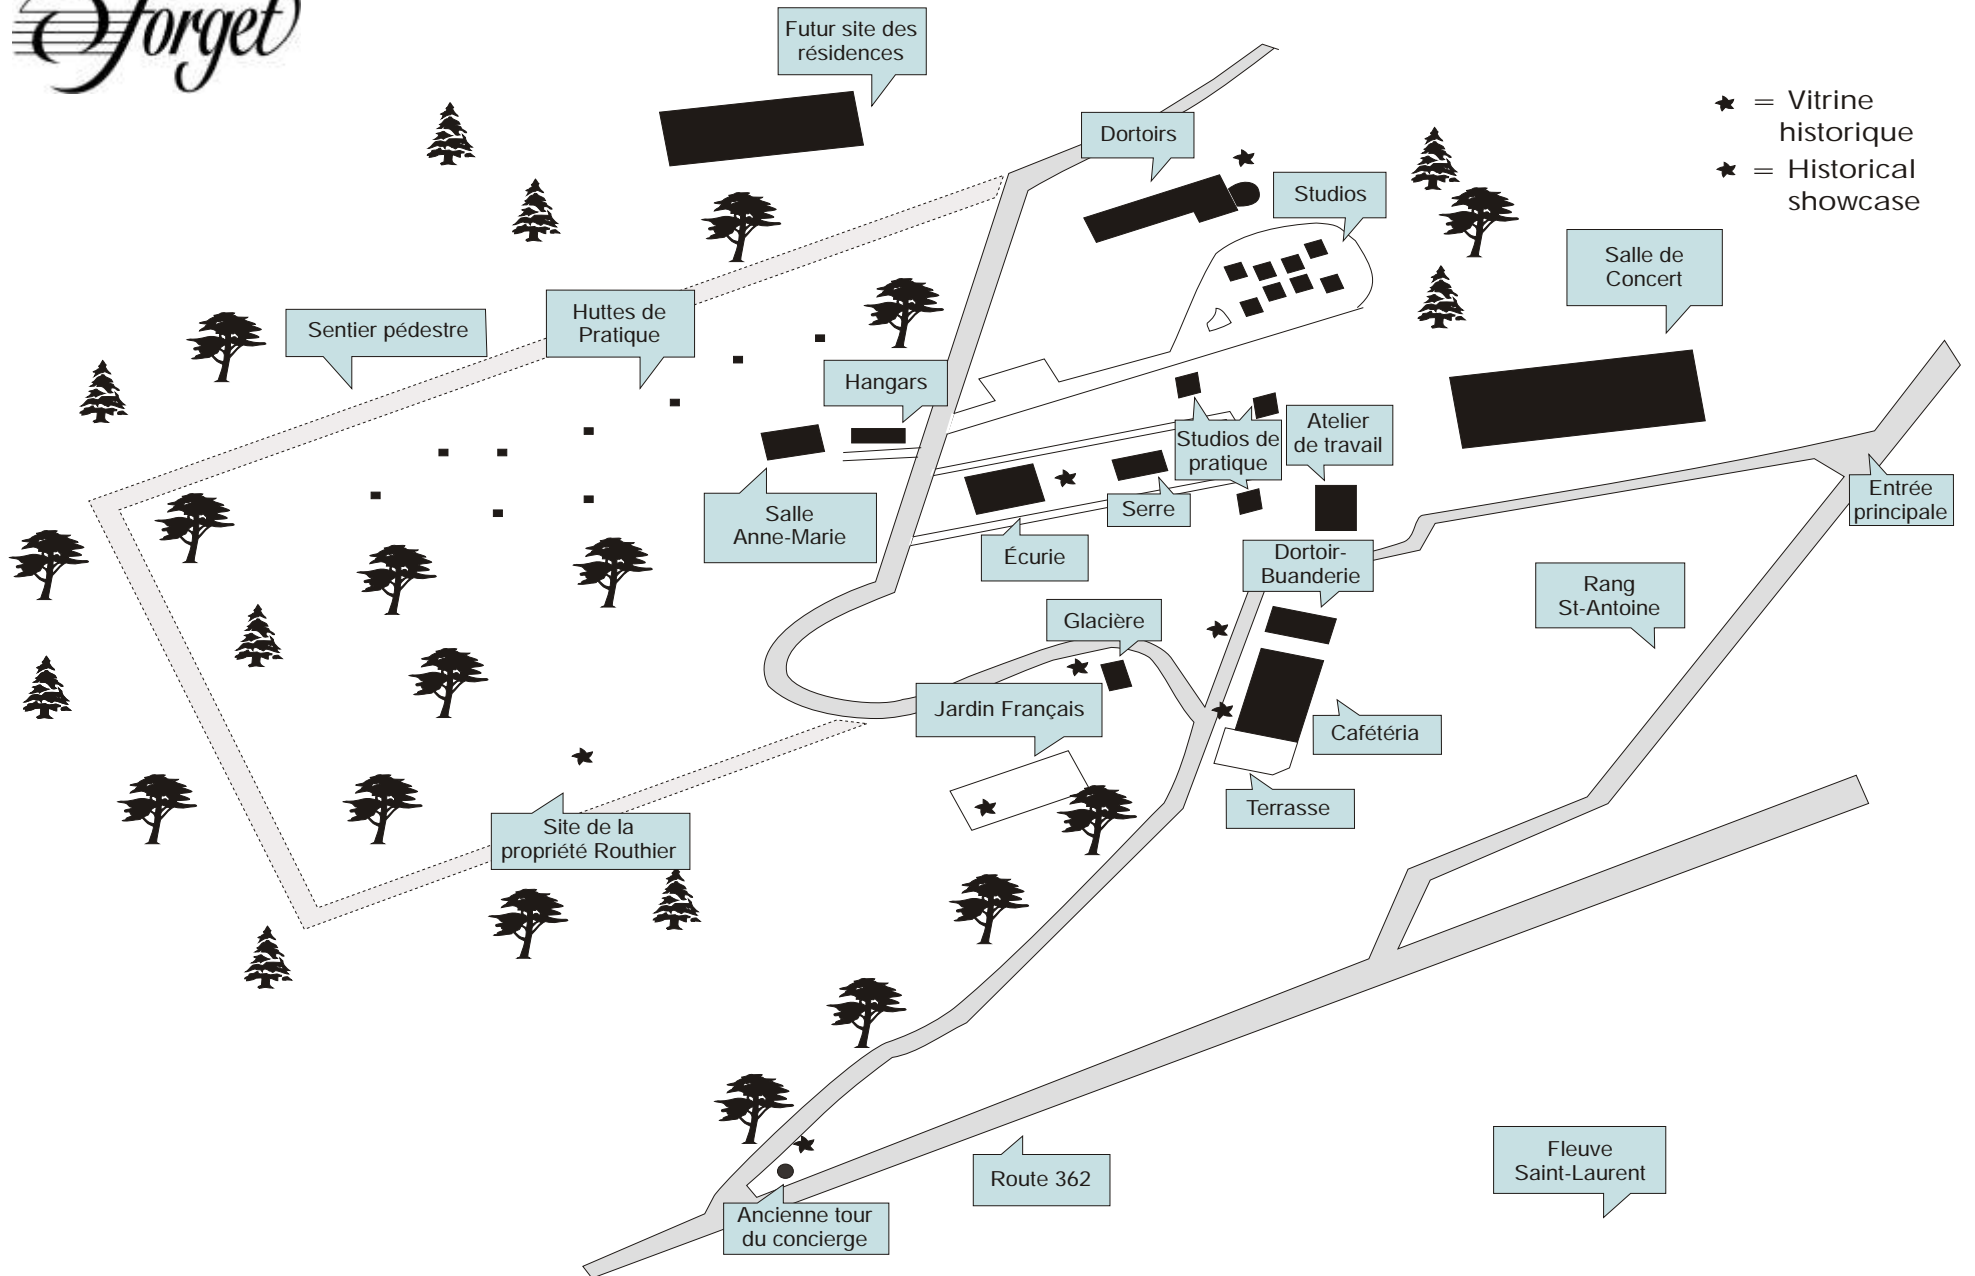 Forget
Futur site des
résidences
Dortoirs
= Vitrine
historique
= Historical
showcase
Studios
Salle de
Concert
Sentier pédestre
Huttes de
Pratique
Hangars
Studios de
pratique
Atelier
de travail
Salle
Anne-Marie
Serre
Entrée
principale
Écurie
Dortoir-
Buanderie
Rang
St-Antoine
Glacière
Jardin Français
Cafétéria
Terrasse
Site de la
propriété Routhier
Route 362
Fleuve
Saint-Laurent
Ancienne tour
du concierge